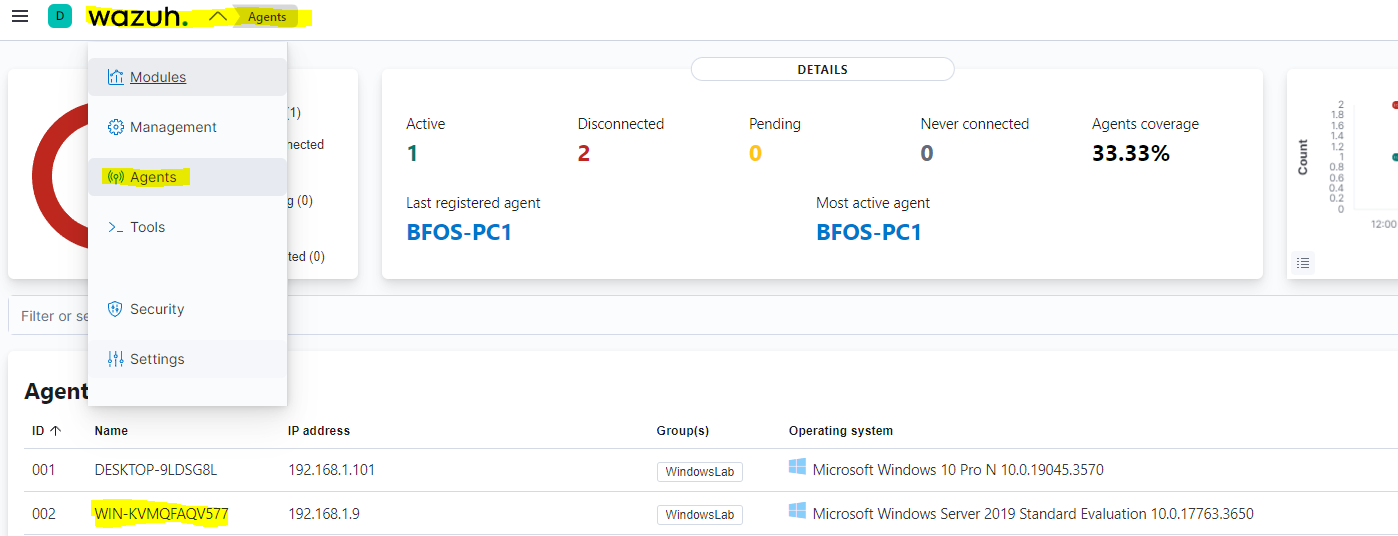 D wazuh. Agents
Modules
Management
Agents
Tools
Security
Settings
(1)
nected
g (0)
ted (0)
DETAILS
Active
1
Disconnected
2
Pending
0
Never connected
0
Agents coverage
33.33%
Last registered agent
BFOS-PC1
Most active agent
BFOS-PC1
Count
2
1.8
1.6
1.4
1.2
1
0.8
0.6
0.4
0.2
0
12:00
Filter or se
Agent
ID Name IP address Group(s) Operating system
001 DESKTOP-9LDSG8L 192.168.1.101 WindowsLab Microsoft Windows 10 Pro N 10.0.19045.3570
002 WIN-KVMQFAQV577 192.168.1.9 WindowsLab Microsoft Windows Server 2019 Standard Evaluation 10.0.17763.3650